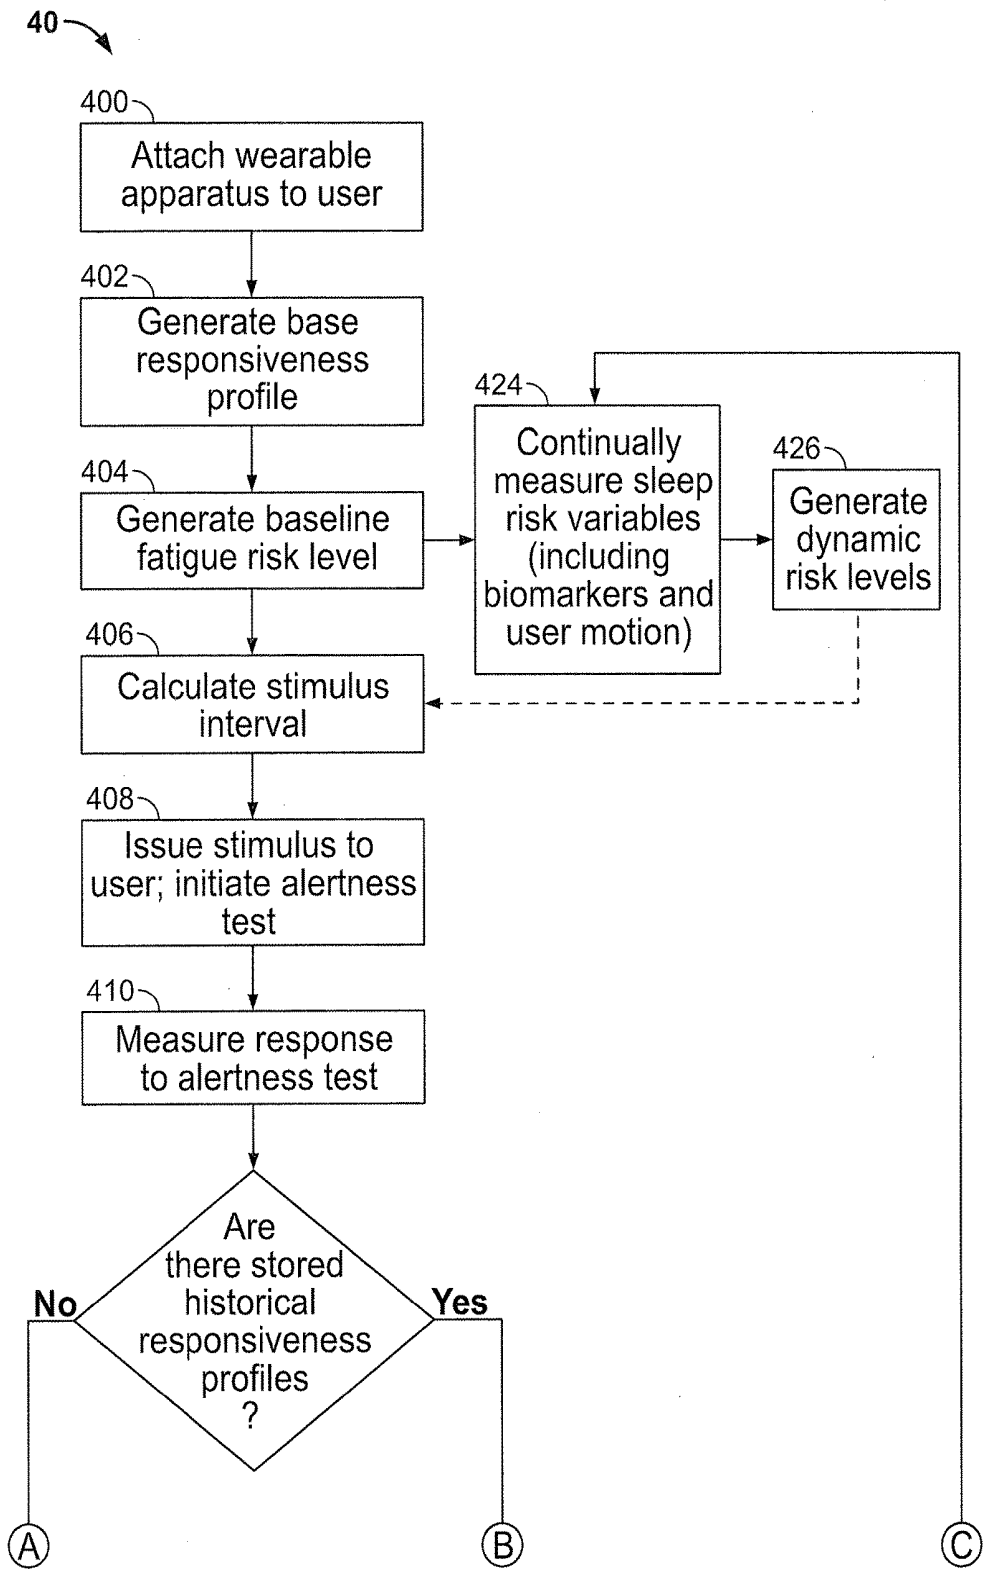 40
400
Attach wearable
apparatus to user
402
Generate base
responsiveness
profile
404
Generate baseline
fatigue risk level
424
Continually
measure sleep
risk variables
(including
biomarkers and
user motion)
426
Generate
dynamic
risk levels
406
Calculate stimulus
interval
408
Issue stimulus to
user; initiate alertness
test
410
Measure response
to alertness test
Are
there stored
historical
responsiveness
profiles
?
No
Yes
A
B
C